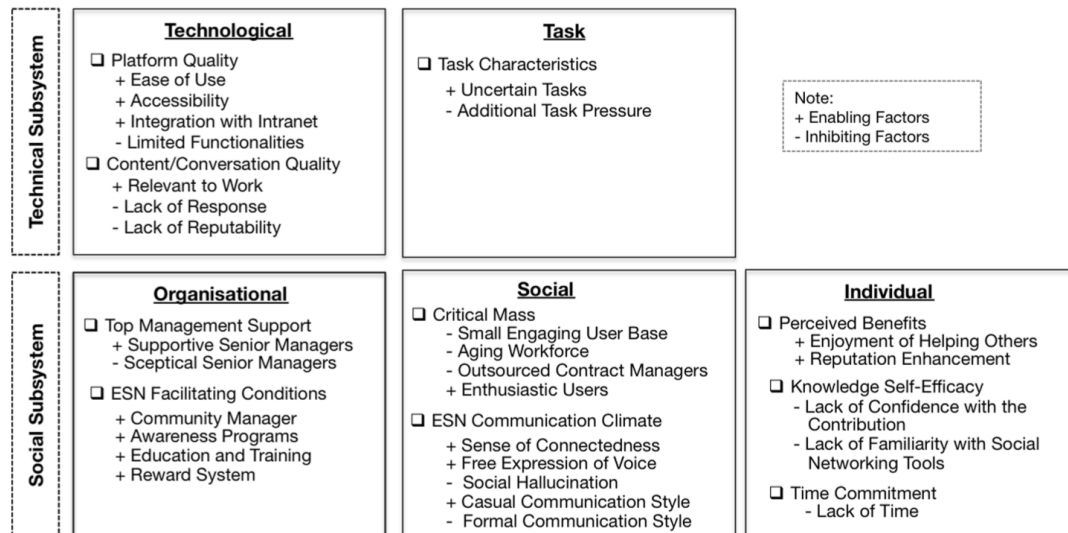 Technical Subsystem
Technological
❑ Platform Quality
+ Ease of Use
+ Accessibility
+ Integration with Intranet
- Limited Functionalities
❑ Content/Conversation Quality
+ Relevant to Work
- Lack of Response
- Lack of Reputability
Task
❑ Task Characteristics
+ Uncertain Tasks
- Additional Task Pressure
Note:
+ Enabling Factors
- Inhibiting Factors
Social Subsystem
Organisational
❑ Top Management Support
+ Supportive Senior Managers
- Sceptical Senior Managers
❑ ESN Facilitating Conditions
+ Community Manager
+ Awareness Programs
+ Education and Training
+ Reward System
Social
❑ Critical Mass
- Small Engaging User Base
- Aging Workforce
- Outsourced Contract Managers
+ Enthusiastic Users
❑ ESN Communication Climate
+ Sense of Connectedness
+ Free Expression of Voice
- Social Hallucination
+ Casual Communication Style
- Formal Communication Style
Individual
❑ Perceived Benefits
+ Enjoyment of Helping Others
+ Reputation Enhancement
❑ Knowledge Self-Efficacy
- Lack of Confidence with the
Contribution
- Lack of Familiarity with Social
Networking Tools
❑ Time Commitment
- Lack of Time